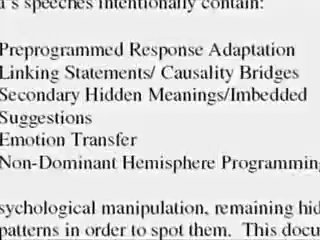 a's speeches intentionally contain:
Preprogrammed Response Adaptation
Linking Statements/ Causality Bridges
Secondary Hidden Meanings/Imbedded
Suggestions
Emotion Transfer
Non-Dominant Hemisphere Programming
sychological manipulation, remaining hid
patterns in order to spot them. This docu